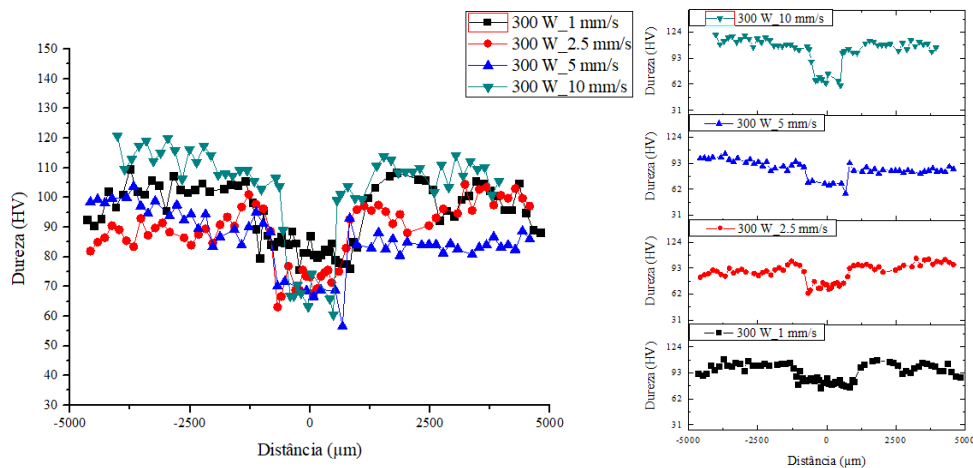 300 W_1 mm/s
300 W_2.5 mm/s
300 W_5 mm/s
300 W_10 mm/s
150
140
130
120
110
100
90
80
70
60
50
40
30
Dureza (HV)
-5000
-2500
0
2500
5000
Distância (µm)
300 W_10 mm/s
124
93
62
31
Dureza (HV)
300 W_5 mm/s
124
93
62
31
Dureza (HV)
300 W_2.5 mm/s
124
93
62
31
Dureza (HV)
300 W_1 mm/s
124
93
62
31
Dureza (HV)
-5000
-2500
0
2500
5000
Distância (µm)